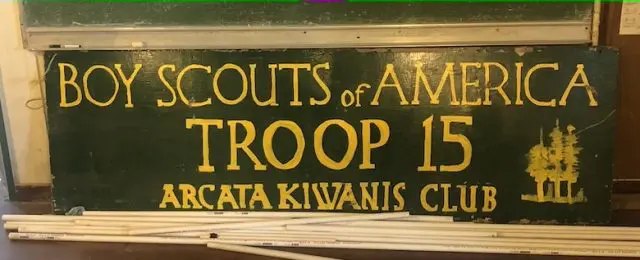 BOY SCOUTS of AMERICA
TROOP 15
ARCATA KIWANIS CLUB